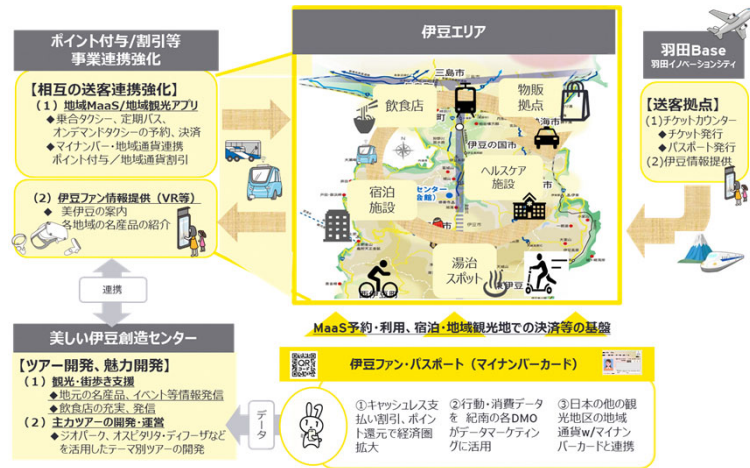 ポイント付与/割引等
事業連携強化
【相互の送客連携強化】
（1）地域MaaS/地域観光アプリ
◆乗合タクシー、定期バス、
オンデマンドタクシーの予約、決済
◆マイナンバー・地域通貨連携
ポイント付与/地域通貨割引
（2）伊豆ファン情報提供（VR等）
◆ 美伊豆の案内
◆ 各地域の名産品の紹介
連携
美しい伊豆創造センター
【ツアー開発、魅力開発】
（1）観光・街歩き支援
◆地元の名産品、イベント等情報発信
◆飲食店の充実、発信
（2）主力ツアーの開発・運営
◆ジオパーク、オスピタリタ・ディフーザなど
を活用したテーマ別ツアーの開発
伊豆エリア
三島市
飲食店
物販
拠点
伊豆の国市
宿泊
施設
センター
会館）
ヘルスケア
施設
伊豆市
湯治
スポット
西伊豆町
東伊豆
羽田Base
羽田イノベーションシティ
【送客拠点】
(1)チケットカウンター
◆チケット発行
◆パスポート発行
(2)伊豆情報提供
MaaS予約・利用、宿泊・地域観光地での決済等の基盤
伊豆ファン・パスポート（マイナンバーカード）
データ
①キャッシュレス支
払い割引、ポイン
ト還元で経済圏
拡大
②行動・消費データ
を 紀南の各DMO
がデータマーケティ
ングに活用
③日本の他の観
光地区の地域
通貨w/マイナン
バーカードと連携